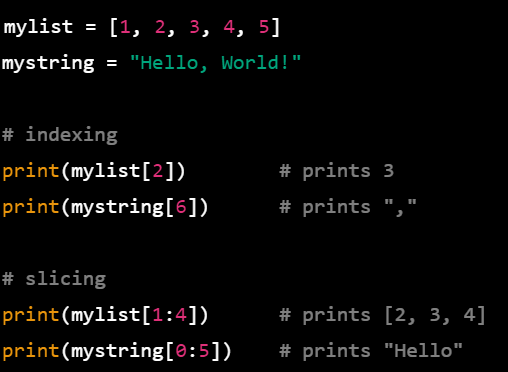 mylist = [1, 2, 3, 4, 5]
mystring = "Hello, World!"
# indexing
print(mylist[2])        # prints 3
print(mystring[6])      # prints ","
# slicing
print(mylist[1:4])      # prints [2, 3, 4]
print(mystring[0:5])    # prints "Hello"